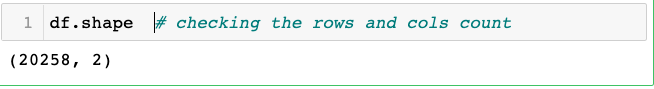 1 df.shape # checking the rows and cols count
(20258, 2)